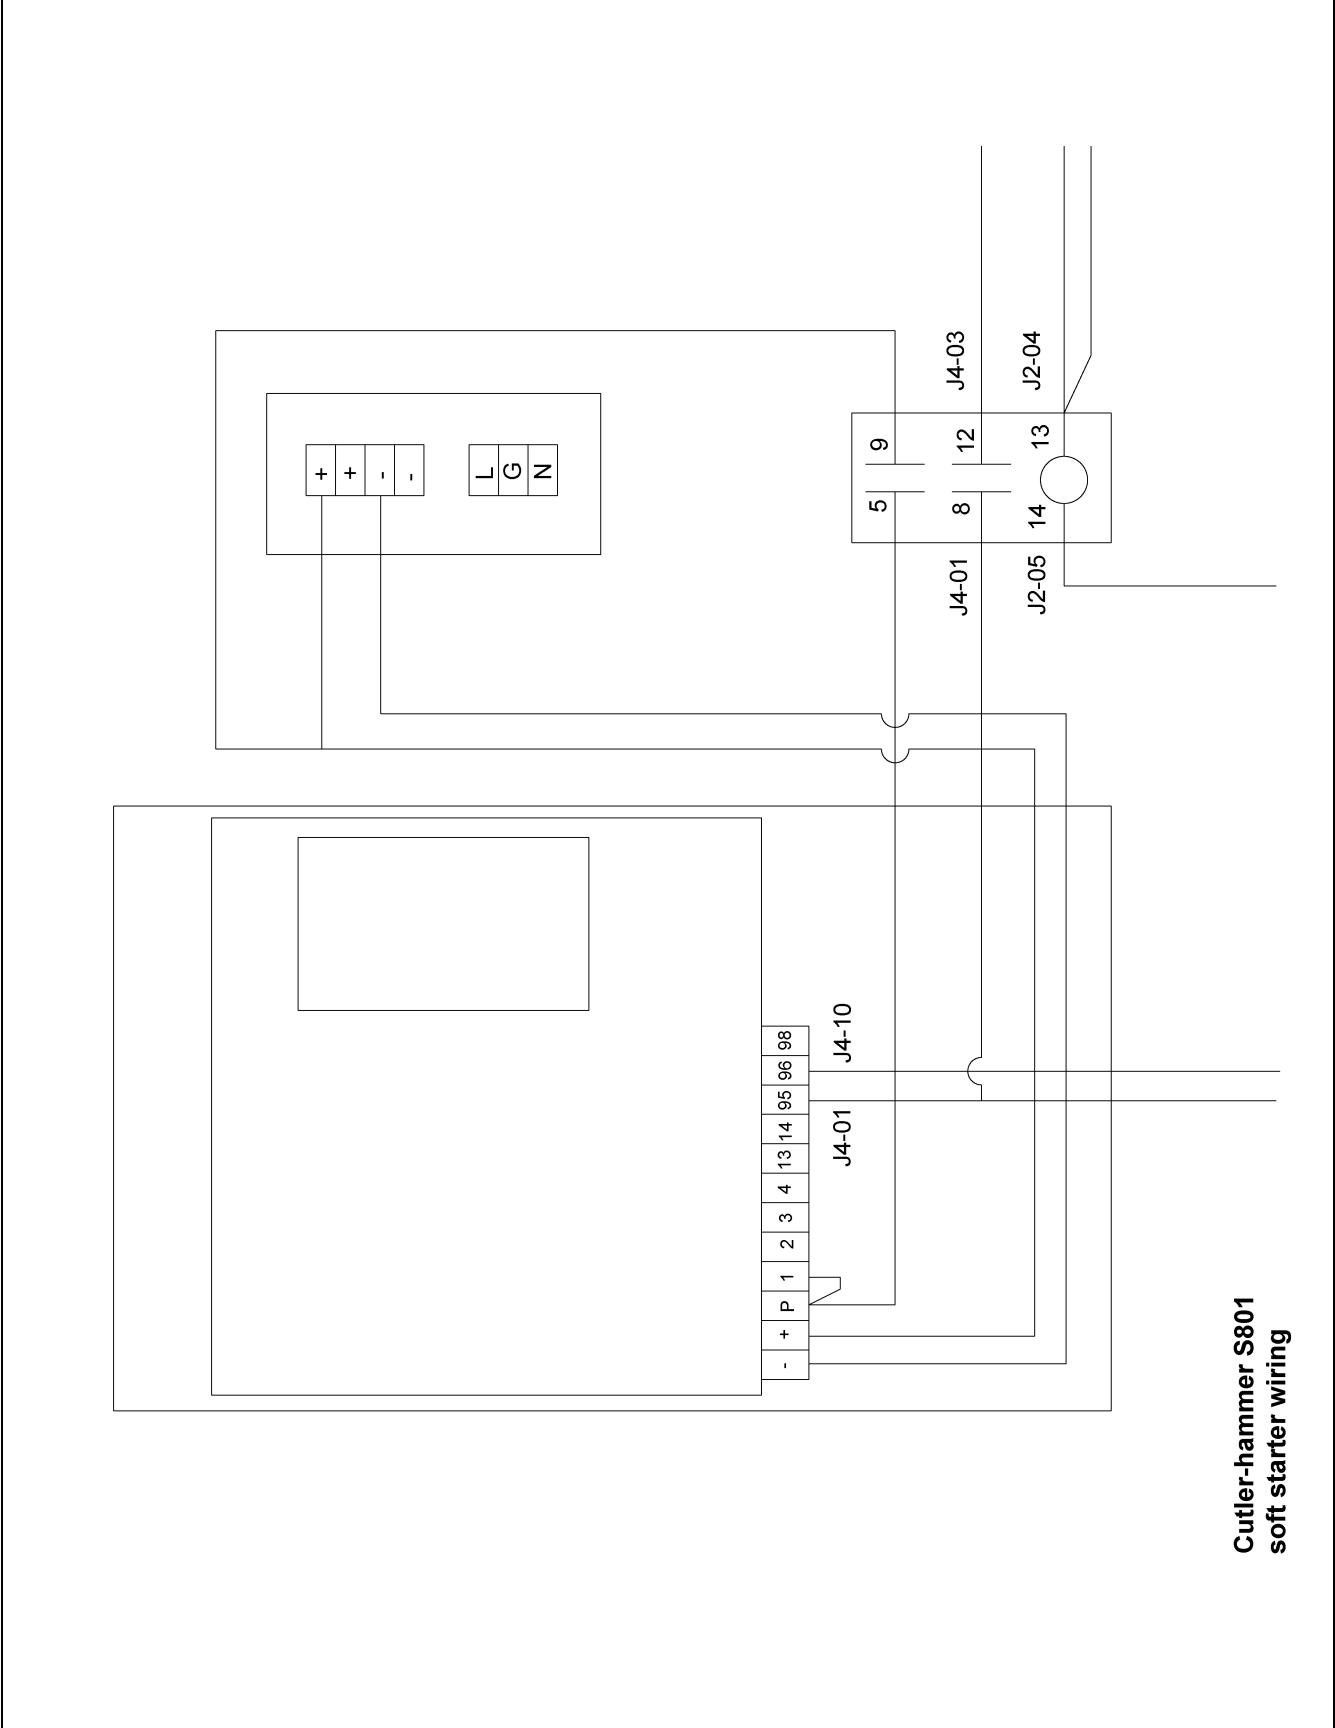 +
+
-
-
L
G
N
9
5
12
8
13
14
J4-03
J2-04
J4-01
J2-05
-
+
P
1
2
3
4
13
14
95
96
98
J4-01
J4-10
Cutler-hammer S801
soft starter wiring